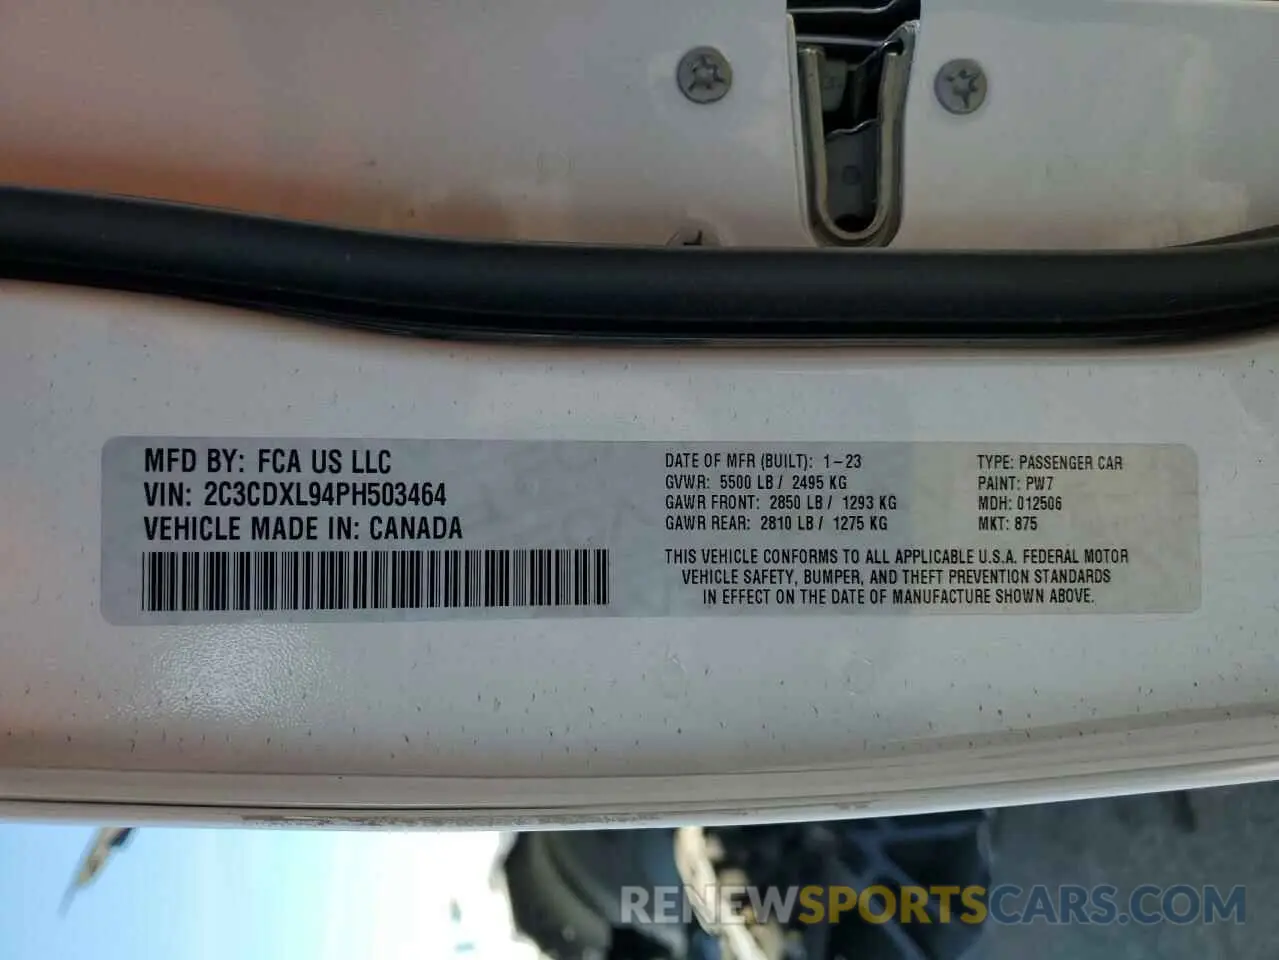 MFD BY: FCA US LLC
VIN: 2C3CDXL94PH503464
VEHICLE MADE IN: CANADA
DATE OF MFR (BUILT): 1-23
GVWR: 5500 LB / 2495 KG
GAWR FRONT: 2850 LB / 1293 KG
GAWR REAR: 2810 LB / 1275 KG
TYPE: PASSENGER CAR
PAINT: PW7
MDH: 012506
MKT: 875
THIS VEHICLE CONFORMS TO ALL APPLICABLE U.S.A. FEDERAL MOTOR
VEHICLE SAFETY, BUMPER, AND THEFT PREVENTION STANDARDS
IN EFFECT ON THE DATE OF MANUFACTURE SHOWN ABOVE.
RENEWSPORTSCARS.COM